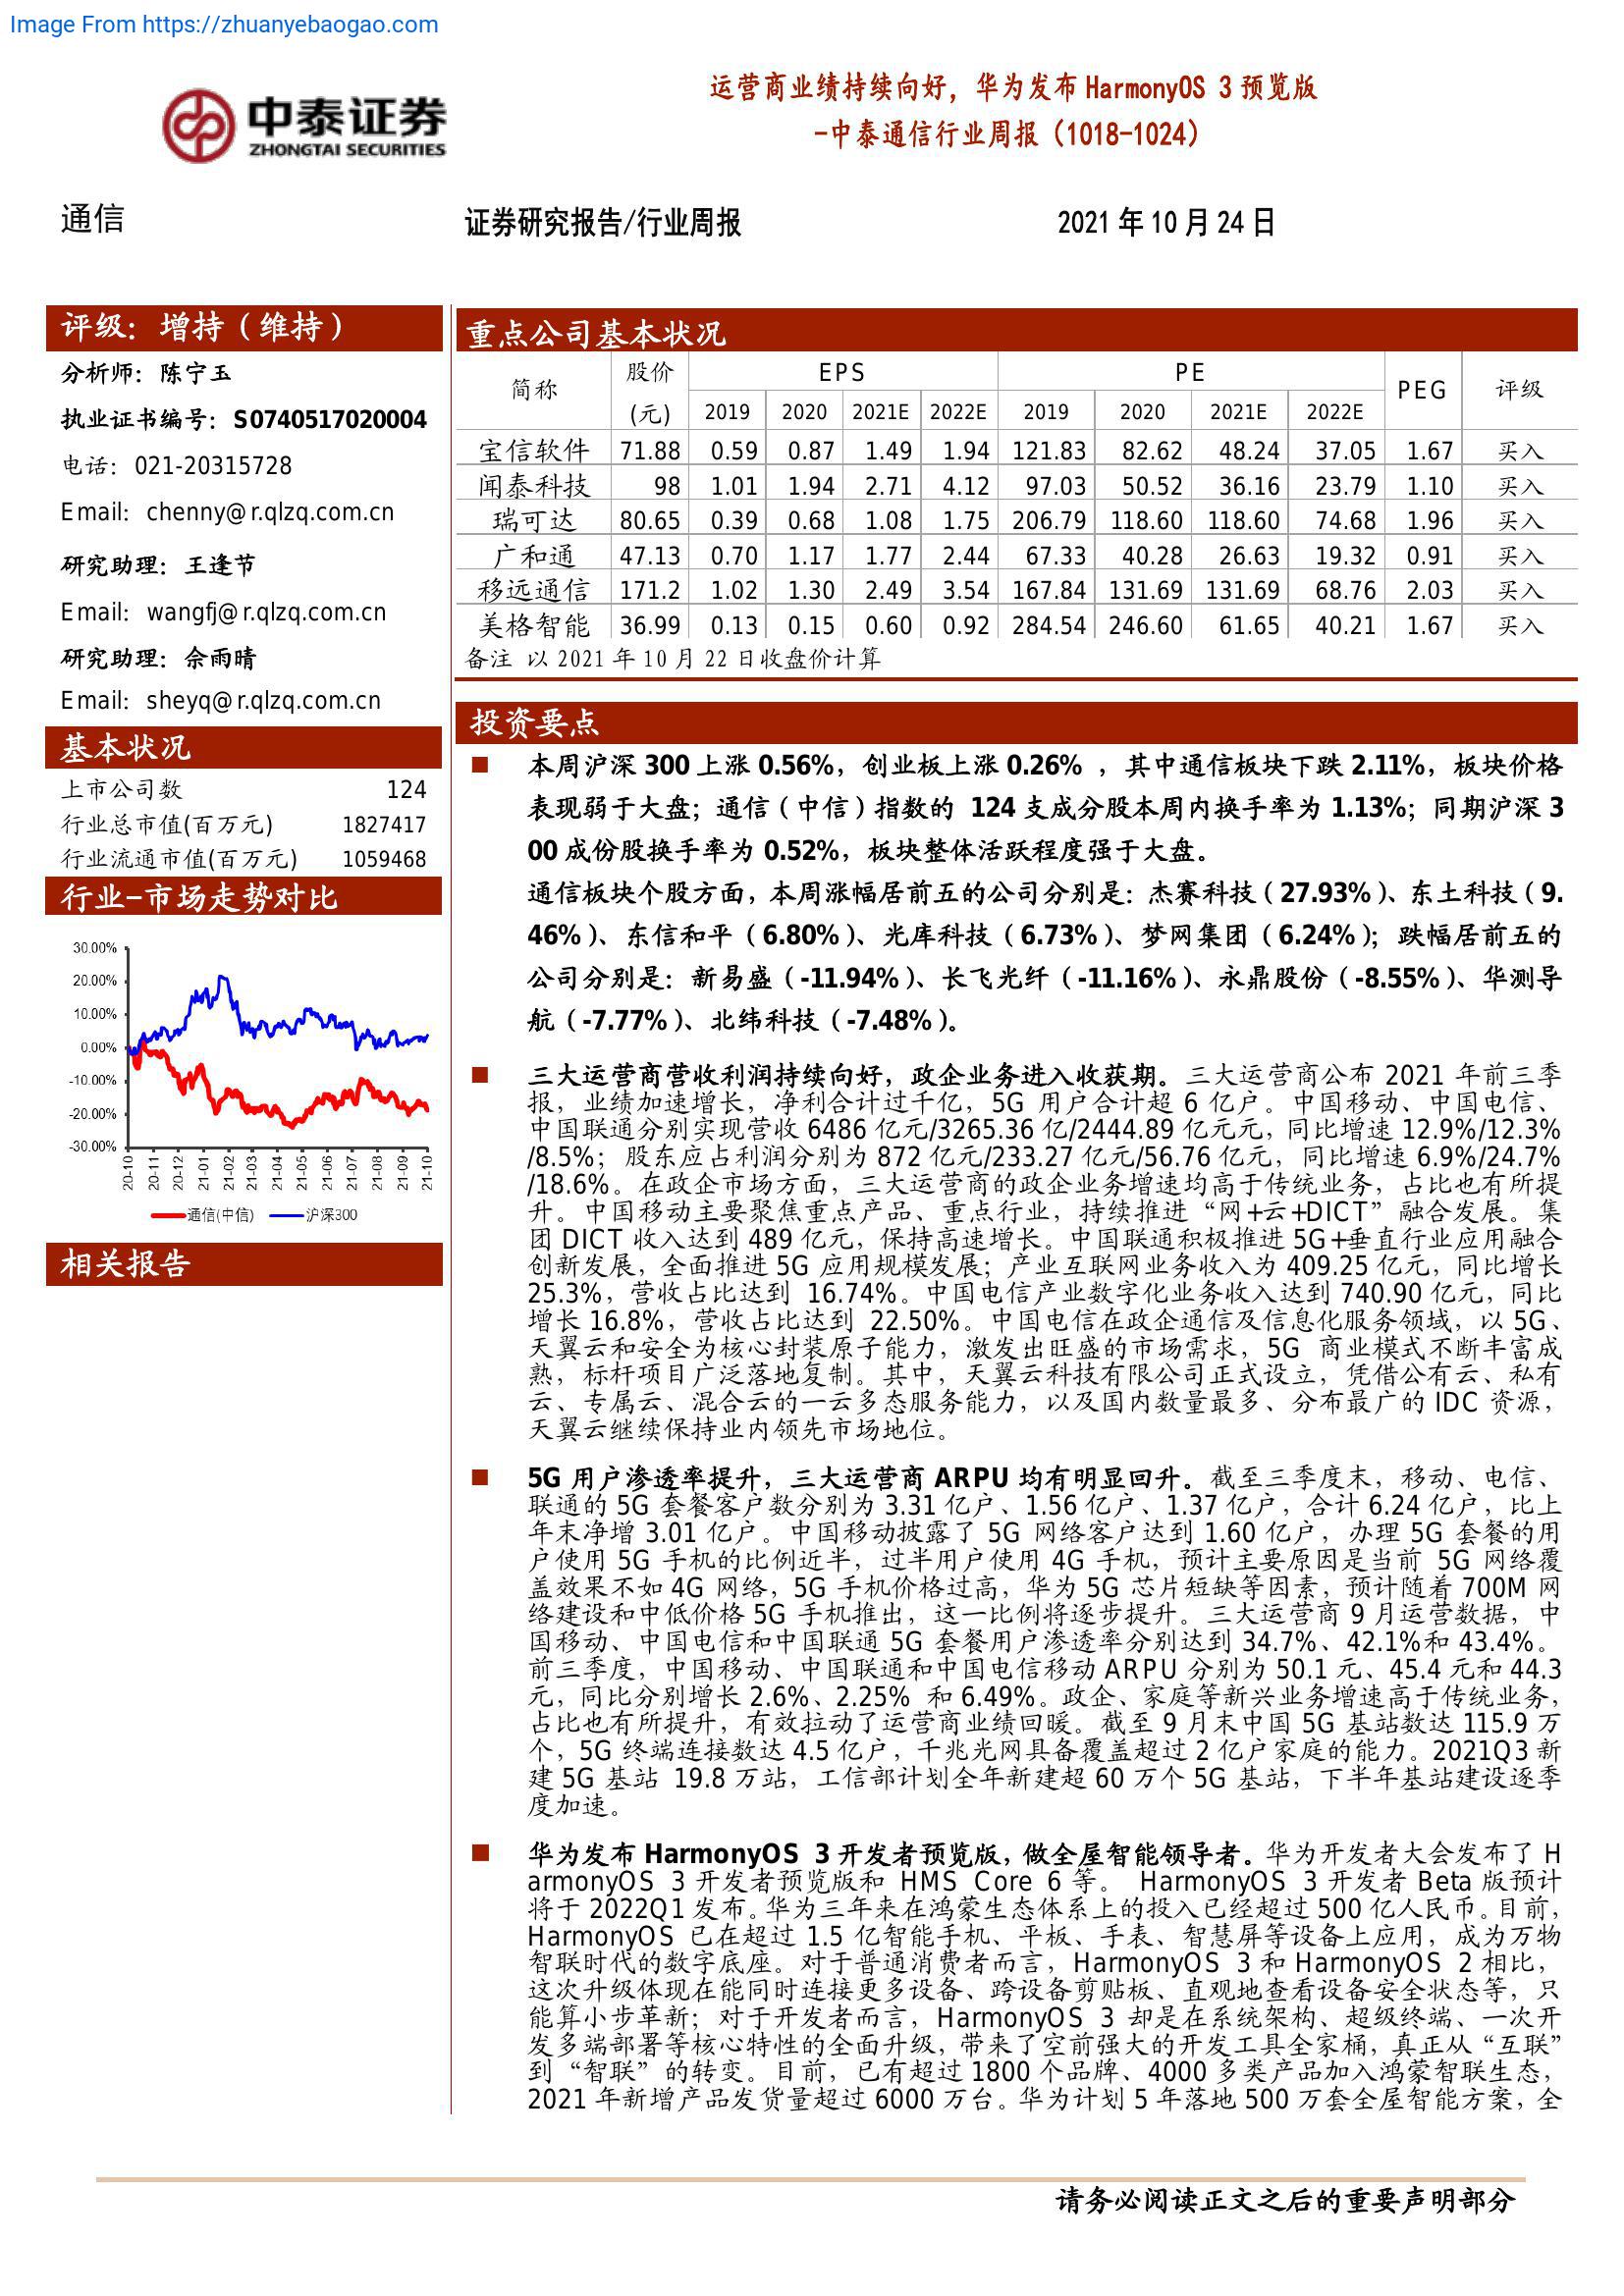 Image From https://zhuanyebaogao.com
中泰证券
ZHONGTAI SECURITIES
运营商业绩持续向好，华为发布 HarmonyOS 3 预览版
-中泰通信行业周报（1018-1024）
通信
证券研究报告/行业周报
2021 年 10 月 24 日
评级：增持（维持）
分析师：陈宁玉
执业证书编号：S0740517020004
电话：021-20315728
Email：chenny@r.qlzq.com.cn
研究助理：王逢节
Email：wangfj@r.qlzq.com.cn
研究助理：佘雨晴
Email：sheyq@r.qlzq.com.cn
基本状况
上市公司数 124
行业总市值(百万元) 1827417
行业流通市值(百万元) 1059468
行业-市场走势对比
30.00%
20.00%
10.00%
0.00%
-10.00%
-20.00%
-30.00%
20-10 20-11 20-12 21-01 21-02 21-03 21-04 21-05 21-06 21-07 21-08 21-09 21-10
通信(中信) 沪深300
相关报告
重点公司基本状况
简称 股价(元) EPS PE PEG 评级
2019 2020 2021E 2022E 2019 2020 2021E 2022E
宝信软件 71.88 0.59 0.87 1.49 1.94 121.83 82.62 48.24 37.05 1.67 买入
闻泰科技 98 1.01 1.94 2.71 4.12 97.03 50.52 36.16 23.79 1.10 买入
瑞可达 80.65 0.39 0.68 1.08 1.75 206.79 118.60 118.60 74.68 1.96 买入
广和通 47.13 0.70 1.17 1.77 2.44 67.33 40.28 26.63 19.32 0.91 买入
移远通信 171.2 1.02 1.30 2.49 3.54 167.84 131.69 131.69 68.76 2.03 买入
美格智能 36.99 0.13 0.15 0.60 0.92 284.54 246.60 61.65 40.21 1.67 买入
备注 以 2021 年 10 月 22 日收盘价计算
投资要点
■ 本周沪深 300 上涨 0.56%，创业板上涨 0.26% ，其中通信板块下跌 2.11%，板块价格
表现弱于大盘；通信（中信）指数的 124 支成分股本周内换手率为 1.13%；同期沪深 3
00 成份股换手率为 0.52%，板块整体活跃程度强于大盘。
通信板块个股方面，本周涨幅居前五的公司分别是：杰赛科技（27.93%）、东土科技（9.
46%）、东信和平（6.80%）、光库科技（6.73%）、梦网集团（6.24%）；跌幅居前五的
公司分别是：新易盛（-11.94%）、长飞光纤（-11.16%）、永鼎股份（-8.55%）、华测导
航（-7.77%）、北纬科技（-7.48%）。
■ 三大运营商营收利润持续向好，政企业务进入收获期。三大运营商公布 2021 年前三季
报，业绩加速增长，净利合计过千亿，5G 用户合计超 6 亿户。中国移动、中国电信、
中国联通分别实现营收 6486 亿元/3265.36 亿/2444.89 亿元元，同比增速 12.9%/12.3%
/8.5%；股东应占利润分别为 872 亿元/233.27 亿元/56.76 亿元，同比增速 6.9%/24.7%
/18.6%。在政企市场方面，三大运营商的政企业务增速均高于传统业务，占比也有所提
升。中国移动主要聚焦重点产品、重点行业，持续推进“网+云+DICT”融合发展。集
团 DICT 收入达到 489 亿元，保持高速增长。中国联通积极推进 5G+垂直行业应用融合
创新发展，全面推进 5G 应用规模发展；产业互联网业务收入为 409.25 亿元，同比增长
25.3%，营收占比达到 16.74%。中国电信产业数字化业务收入达到 740.90 亿元，同比
增长 16.8%，营收占比达到 22.50%。中国电信在政企通信及信息化服务领域，以 5G、
天翼云和安全为核心封装原子能力，激发出旺盛的市场需求，5G 商业模式不断丰富成
熟，标杆项目广泛落地复制。其中，天翼云科技有限公司正式设立，凭借公有云、私有
云、专属云、混合云的一云多态服务能力，以及国内数量最多、分布最广的 IDC 资源，
天翼云继续保持业内领先市场地位。
■ 5G 用户渗透率提升，三大运营商 ARPU 均有明显回升。截至三季度末，移动、电信、
联通的 5G 套餐客户数分别为 3.31 亿户、1.56 亿户、1.37 亿户，合计 6.24 亿户，比上
年末净增 3.01 亿户。中国移动披露了 5G 网络客户达到 1.60 亿户，办理 5G 套餐的用
户使用 5G 手机的比例近半，过半用户使用 4G 手机，预计主要原因是当前 5G 网络覆
盖效果不如 4G 网络，5G 手机价格过高，华为 5G 芯片短缺等因素，预计随着 700M 网
络建设和中低价格 5G 手机推出，这一比例将逐步提升。三大运营商 9 月运营数据，中
国移动、中国电信和中国联通 5G 套餐用户渗透率分别达到 34.7%、42.1%和 43.4%。
前三季度，中国移动、中国联通和中国电信移动 ARPU 分别为 50.1 元、45.4 元和 44.3
元，同比分别增长 2.6%、2.25% 和 6.49%。政企、家庭等新兴业务增速高于传统业务，
占比也有所提升，有效拉动了运营商业绩回暖。截至 9 月末中国 5G 基站数达 115.9 万
个，5G 终端连接数达 4.5 亿户，千兆光网具备覆盖超过 2 亿户家庭的能力。2021Q3 新
建 5G 基站 19.8 万站，工信部计划全年新建超 60 万个 5G 基站，下半年基站建设逐季
度加速。
■ 华为发布 HarmonyOS 3 开发者预览版，做全屋智能领导者。华为开发者大会发布了 H
armonyOS 3 开发者预览版和 HMS Core 6 等。 HarmonyOS 3 开发者 Beta 版预计
将于 2022Q1 发布。华为三年来在鸿蒙生态体系上的投入已经超过 500 亿人民币。目前，
HarmonyOS 已在超过 1.5 亿智能手机、平板、手表、智慧屏等设备上应用，成为万物
智联时代的数字底座。对于普通消费者而言，HarmonyOS 3 和 HarmonyOS 2 相比，
这次升级体现在能同时连接更多设备、跨设备剪贴板、直观地查看设备安全状态等，只
能算小步革新；对于开发者而言，HarmonyOS 3 却是在系统架构、超级终端、一次开
发多端部署等核心特性的全面升级，带来了空前强大的开发工具全家桶，真正从“互联”
到“智联”的转变。目前，已有超过 1800 个品牌、4000 多类产品加入鸿蒙智联生态，
2021 年新增产品发货量超过 6000 万台。华为计划 5 年落地 500 万套全屋智能方案，全
请务必阅读正文之后的重要声明部分